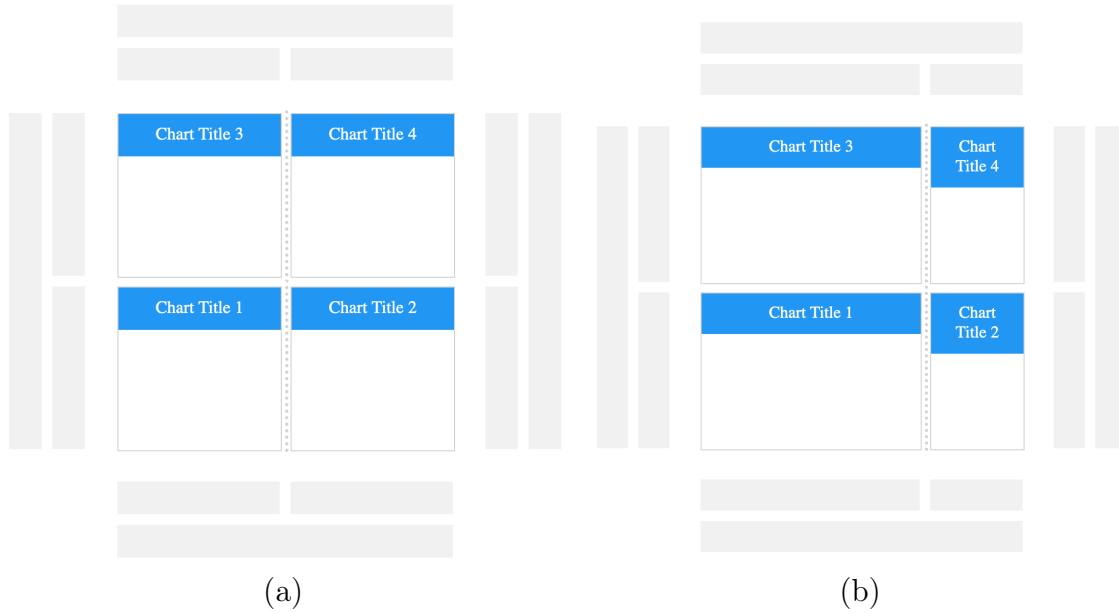 Chart Title 3
Chart Title 4
Chart Title 1
Chart Title 2
(a)
Chart Title 3
Chart
Title 4
Chart Title 1
Chart
Title 2
(b)